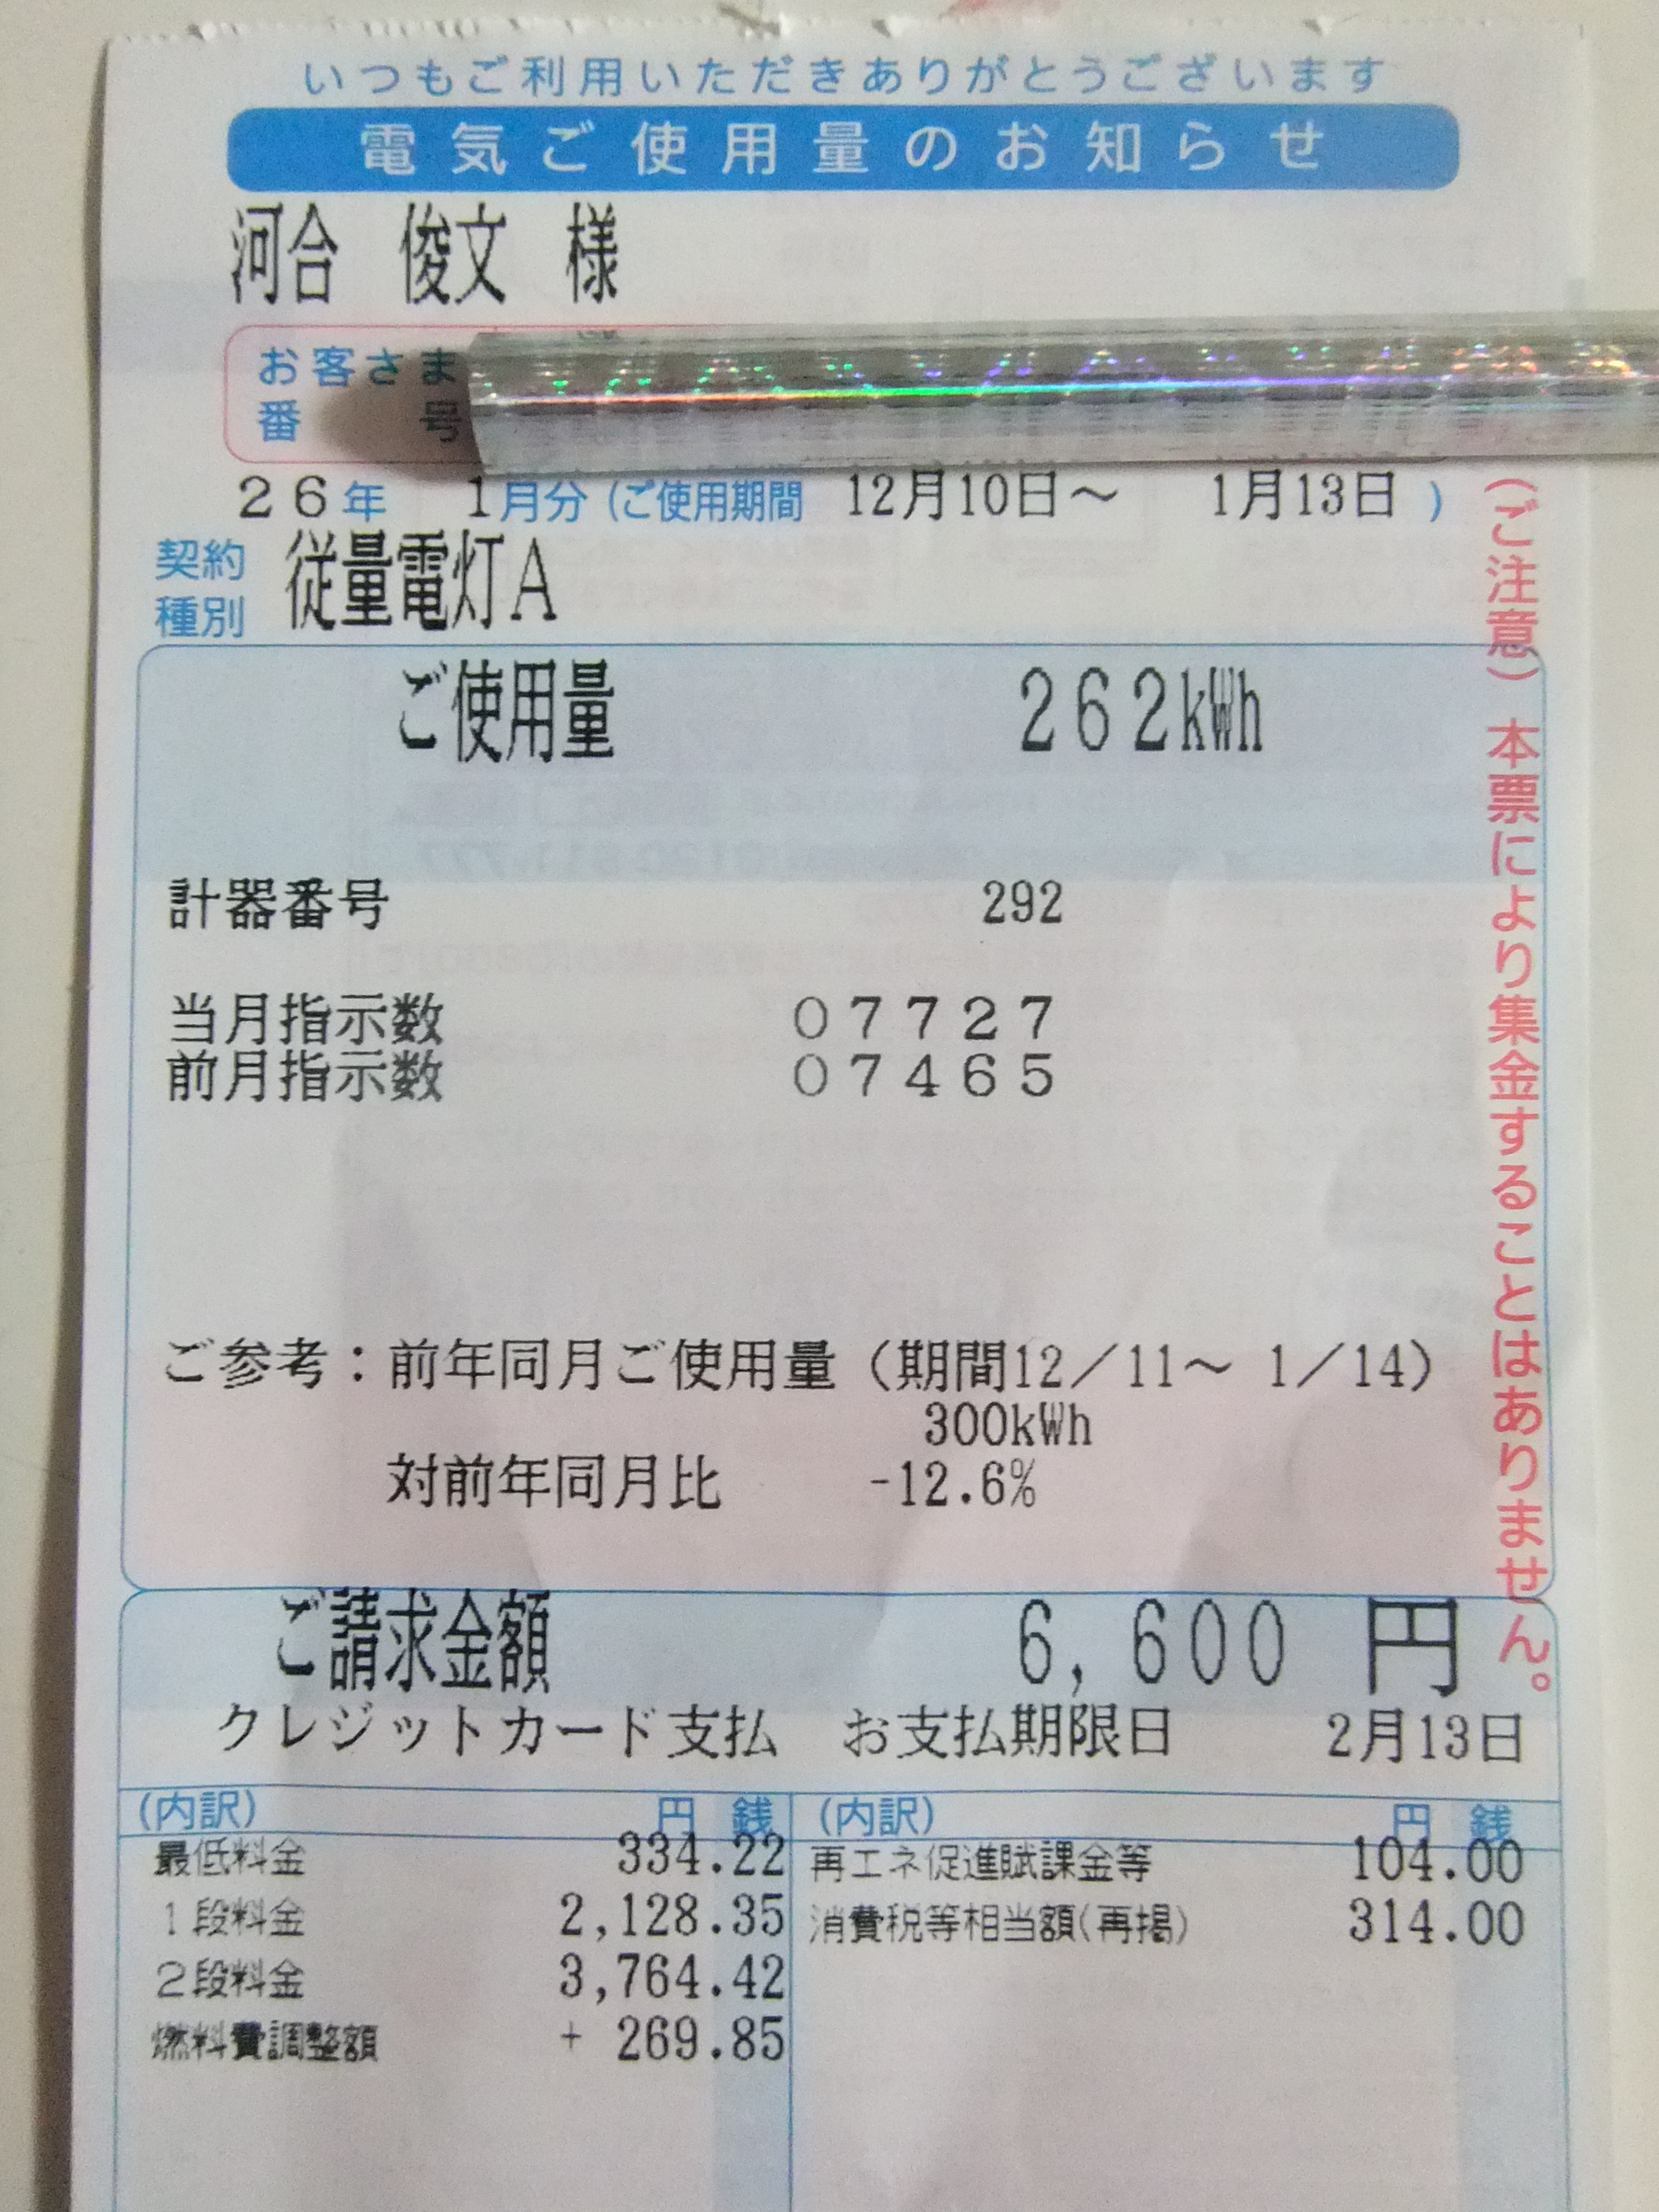 いつもご利用いただきありがとうございます
電気ご使用量のお知らせ
河合 俊文 様
お客さま
番 号
26年 1月分(ご使用期間 12月10日～ 1月13日)
契約
種別
従量電灯A
ご使用量 262kWh
計器番号 292
当月指示数 07727
前月指示数 07465
ご参考：前年同月ご使用量（期間12／11～ 1／14）
300kWh
対前年同月比 -12.6%
ご請求金額 6,600 円
クレジットカード支払 お支払期限日 2月13日
(内訳) 円 銭 (内訳) 円 銭
最低料金 334.22 再エネ促進賦課金等 104.00
1段料金 2,128.35 消費税等相当額(再掲) 314.00
2段料金 3,764.42
燃料費調整額 + 269.85
(ご注意) 本票により集金することはありません。